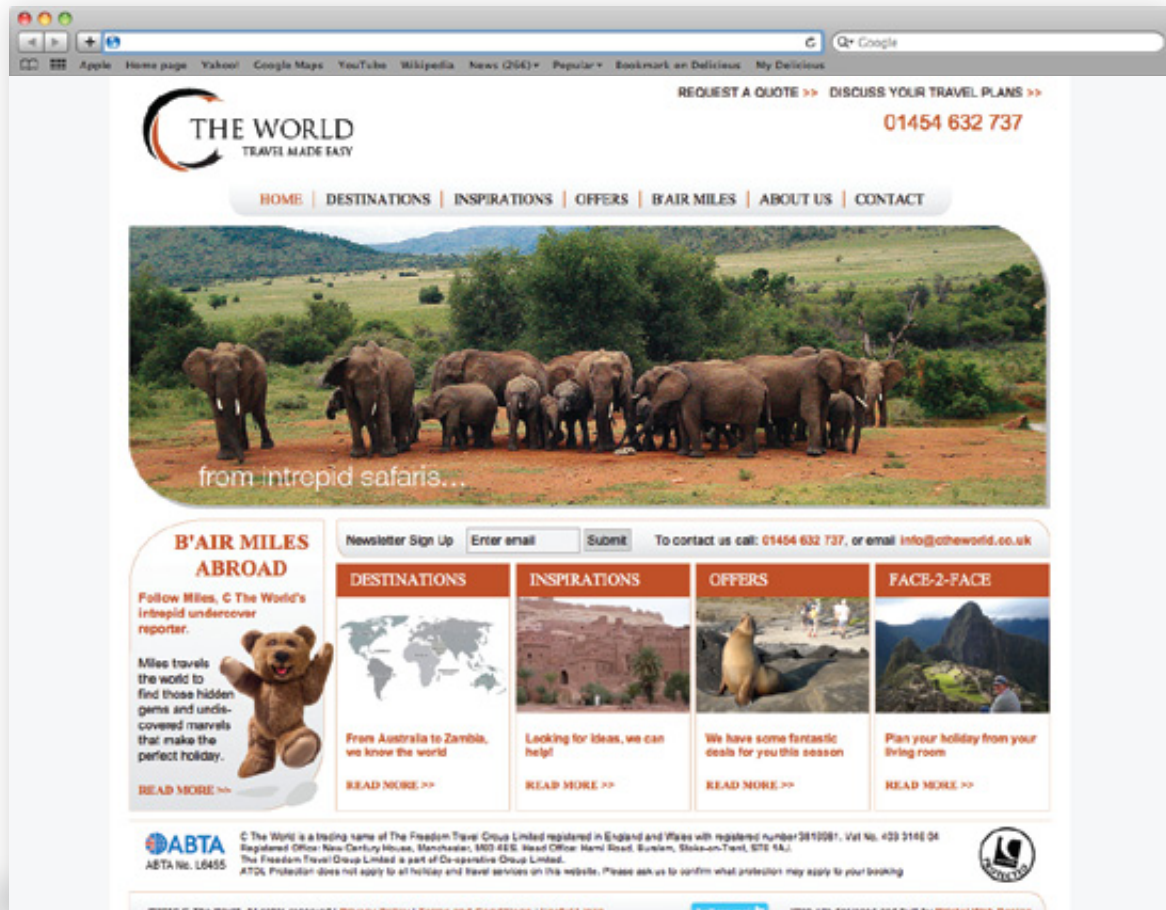 Google
Apple Home page Yahoo! Google Maps YouTube Wikipedia News (266) Popular Bookmark on Delicious My Delicious
REQUEST A QUOTE >> DISCUSS YOUR TRAVEL PLANS >>
01454 632 737
THE WORLD
TRAVEL MADE EASY
HOME | DESTINATIONS | INSPIRATIONS | OFFERS | B'AIR MILES | ABOUT US | CONTACT
from intrepid safaris...
B'AIR MILES
ABROAD
Follow Miles, C The World's
intrepid undercover
reporter.
Miles travels
the world to
find those hidden
gems and undis-
covered marvels
that make the
perfect holiday.
READ MORE >>
Newsletter Sign Up Enter email Submit To contact us call: 01454 632 737, or email info@ctheworld.co.uk
DESTINATIONS
From Australia to Zambia,
we know the world
READ MORE >>
INSPIRATIONS
Looking for ideas, we can
help!
READ MORE >>
OFFERS
We have some fantastic
deals for you this season
READ MORE >>
FACE-2-FACE
Plan your holiday from your
living room
READ MORE >>
ABTA
ABTA No. L6455
C The World is a trading name of The Freedom Travel Group Limited registered in England and Wales with registered number Vat No.
Registered Office: New Century House, Manchester, Head Office: Road, Burslem, Stoke-on-Trent,
The Freedom Travel Group Limited is part of Co-operative Group Limited.
ATOL Protection does not apply to all holiday and travel services on this website. Please ask us to confirm what protection may apply to your booking
PROTECTED